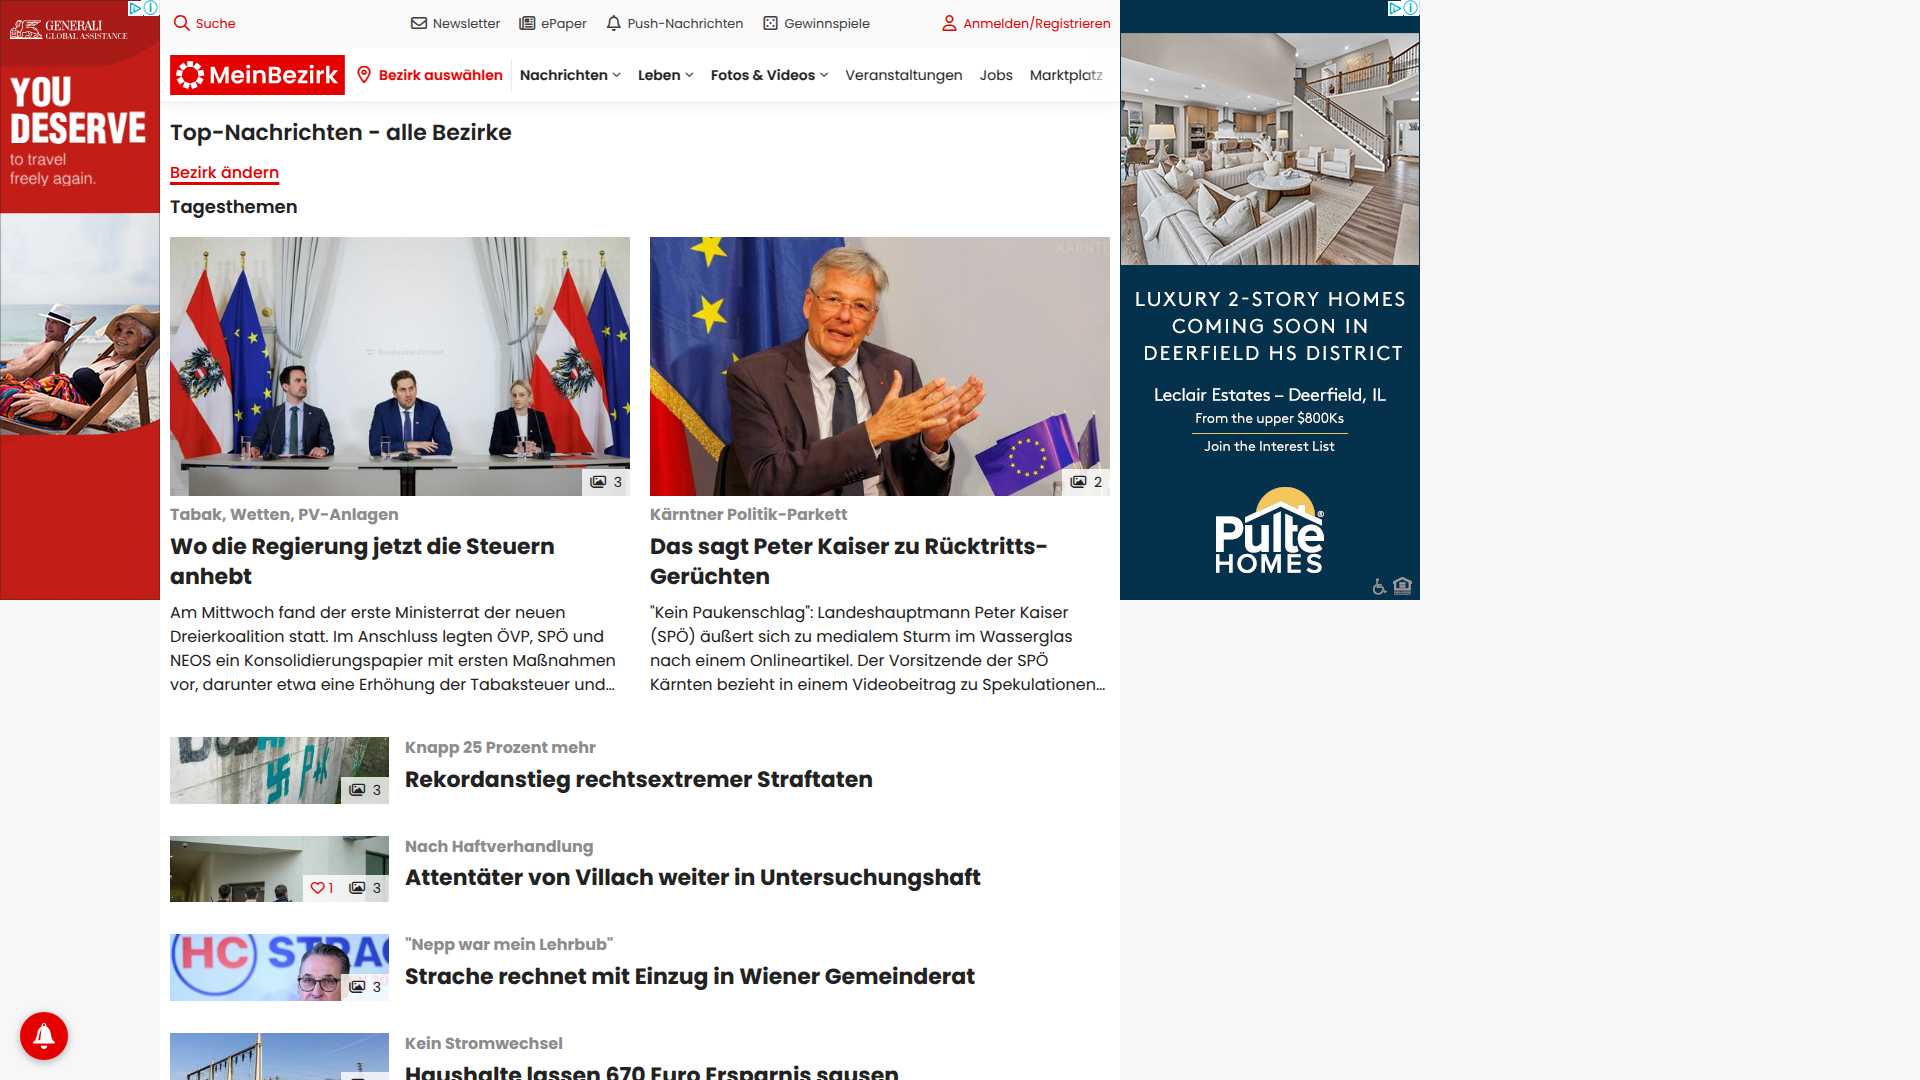 GENERALI
GLOBAL ASSISTANCE
YOU
DESERVE
to travel
freely again.
Suche
Newsletter
ePaper
Push-Nachrichten
Gewinnspiele
Anmelden/Registrieren
MeinBezirk
Bezirk auswählen
Nachrichten
Leben
Fotos & Videos
Veranstaltungen
Jobs
Marktplatz
Top-Nachrichten - alle Bezirke
Bezirk ändern
Tagesthemen
3
Tabak, Wetten, PV-Anlagen
Wo die Regierung jetzt die Steuern
anhebt
Am Mittwoch fand der erste Ministerrat der neuen
Dreierkoalition statt. Im Anschluss legten ÖVP, SPÖ und
NEOS ein Konsolidierungspapier mit ersten Maßnahmen
vor, darunter etwa eine Erhöhung der Tabaksteuer und...
2
Kärntner Politik-Parkett
Das sagt Peter Kaiser zu Rücktritts-
Gerüchten
"Kein Paukenschlag": Landeshauptmann Peter Kaiser
(SPÖ) äußert sich zu medialem Sturm im Wasserglas
nach einem Onlineartikel. Der Vorsitzende der SPÖ
Kärnten bezieht in einem Videobeitrag zu Spekulationen...
3
Knapp 25 Prozent mehr
Rekordanstieg rechtsextremer Straftaten
1 3
Nach Haftverhandlung
Attentäter von Villach weiter in Untersuchungshaft
HC STRAC
3
"Nepp war mein Lehrbub"
Strache rechnet mit Einzug in Wiener Gemeinderat
Kein Stromwechsel
Haushalte lassen 670 Euro Ersparnis sausen
LUXURY 2-STORY HOMES
COMING SOON IN
DEERFIELD HS DISTRICT
Leclair Estates – Deerfield, IL
From the upper $800Ks
Join the Interest List
Pulte®
HOMES